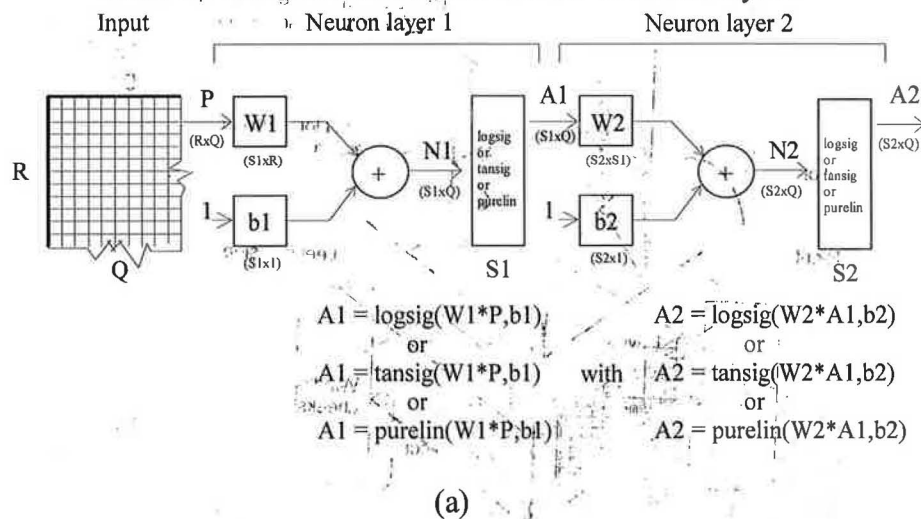 Input
Neuron layer 1
Neuron layer 2
R
Q
P
(RxQ)
W1
(S1xR)
1
b1
(S1x1)
+
N1
(S1xQ)
logsig
or
tansig
or
purelin
S1
A1
(S1xQ)
W2
(S2xS1)
1
b2
(S2x1)
+
N2
(S2xQ)
logsig
or
tansig
or
purelin
S2
A2
(S2xQ)
A1 = logsig(W1*P,b1)
or
A1 = tansig(W1*P,b1)
or
A1 = purelin(W1*P,b1)
with
A2 = logsig(W2*A1,b2)
or
A2 = tansig(W2*A1,b2)
or
A2 = purelin(W2*A1,b2)
(a)